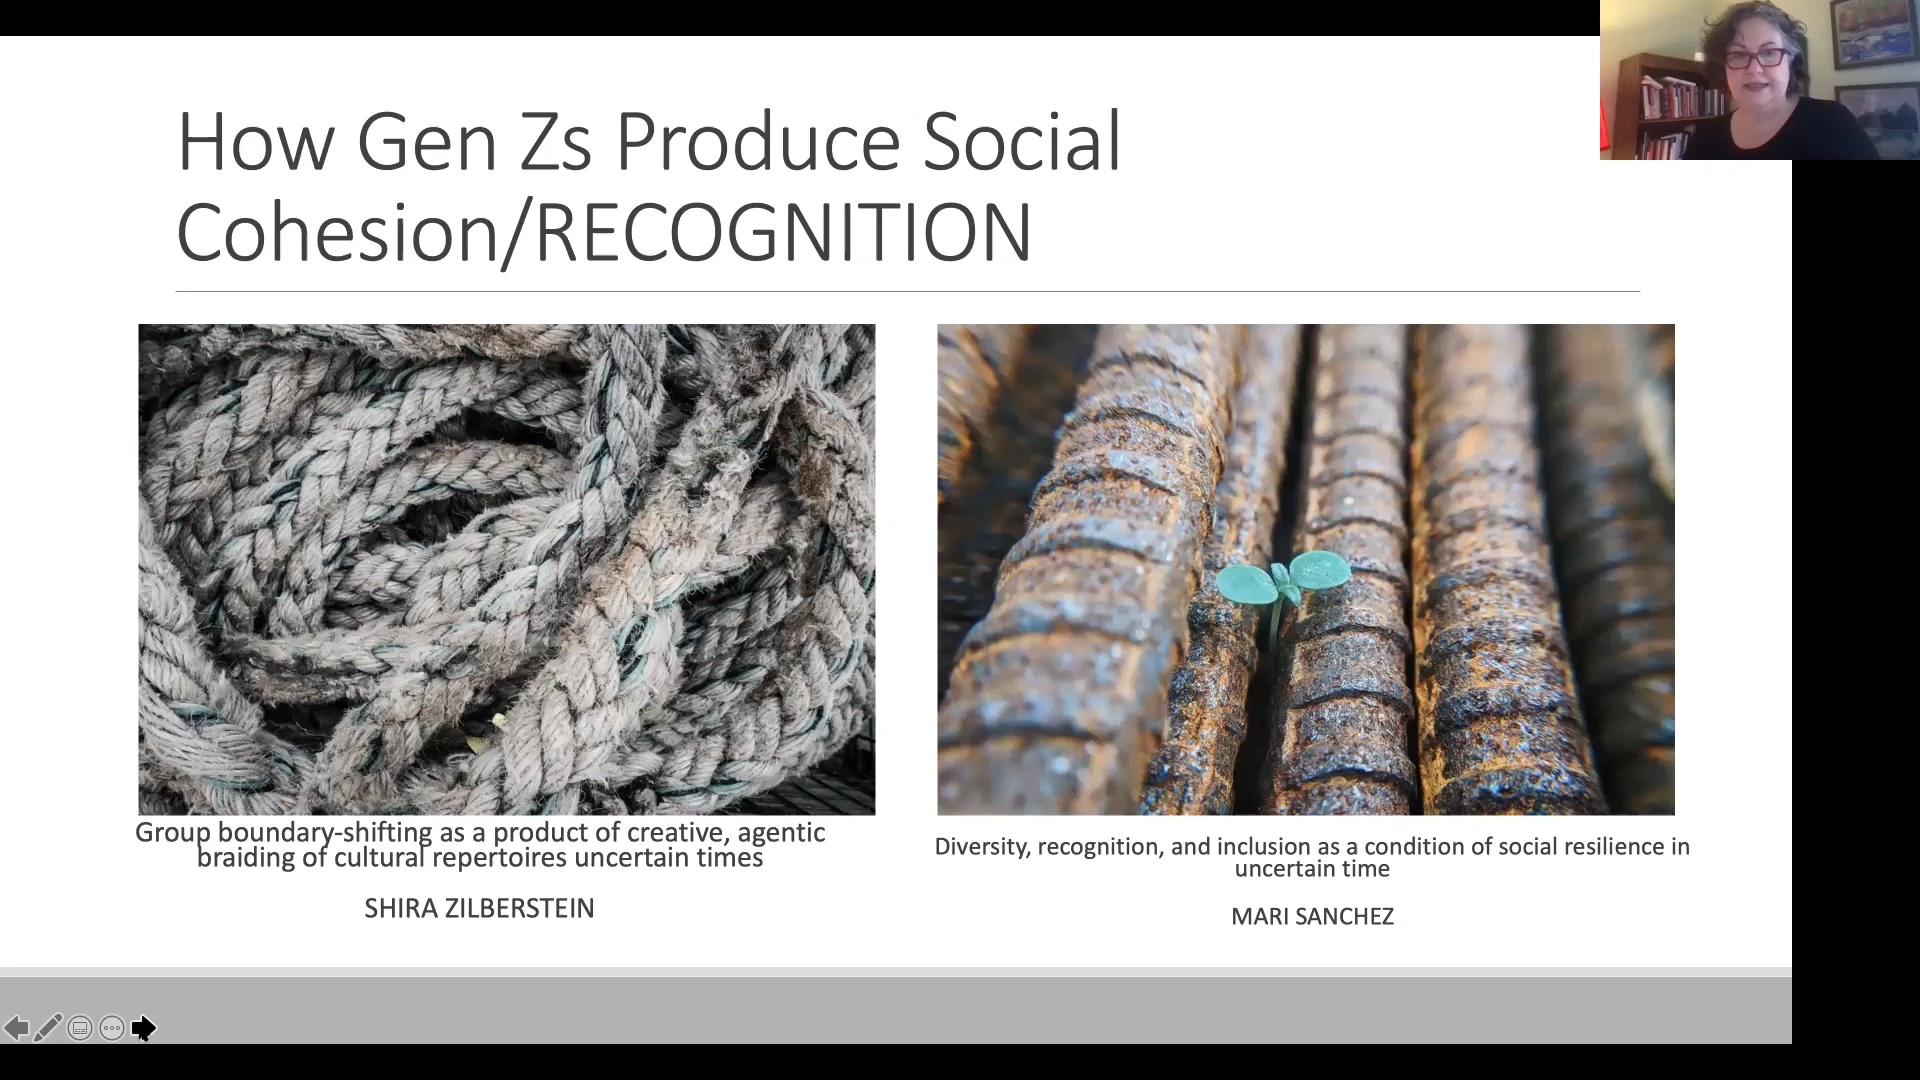 How Gen Zs Produce Social
Cohesion/RECOGNITION
Group boundary-shifting as a product of creative, agentic
braiding of cultural repertoires uncertain times
SHIRA ZILBERSTEIN
Diversity, recognition, and inclusion as a condition of social resilience in
uncertain time
MARI SANCHEZ